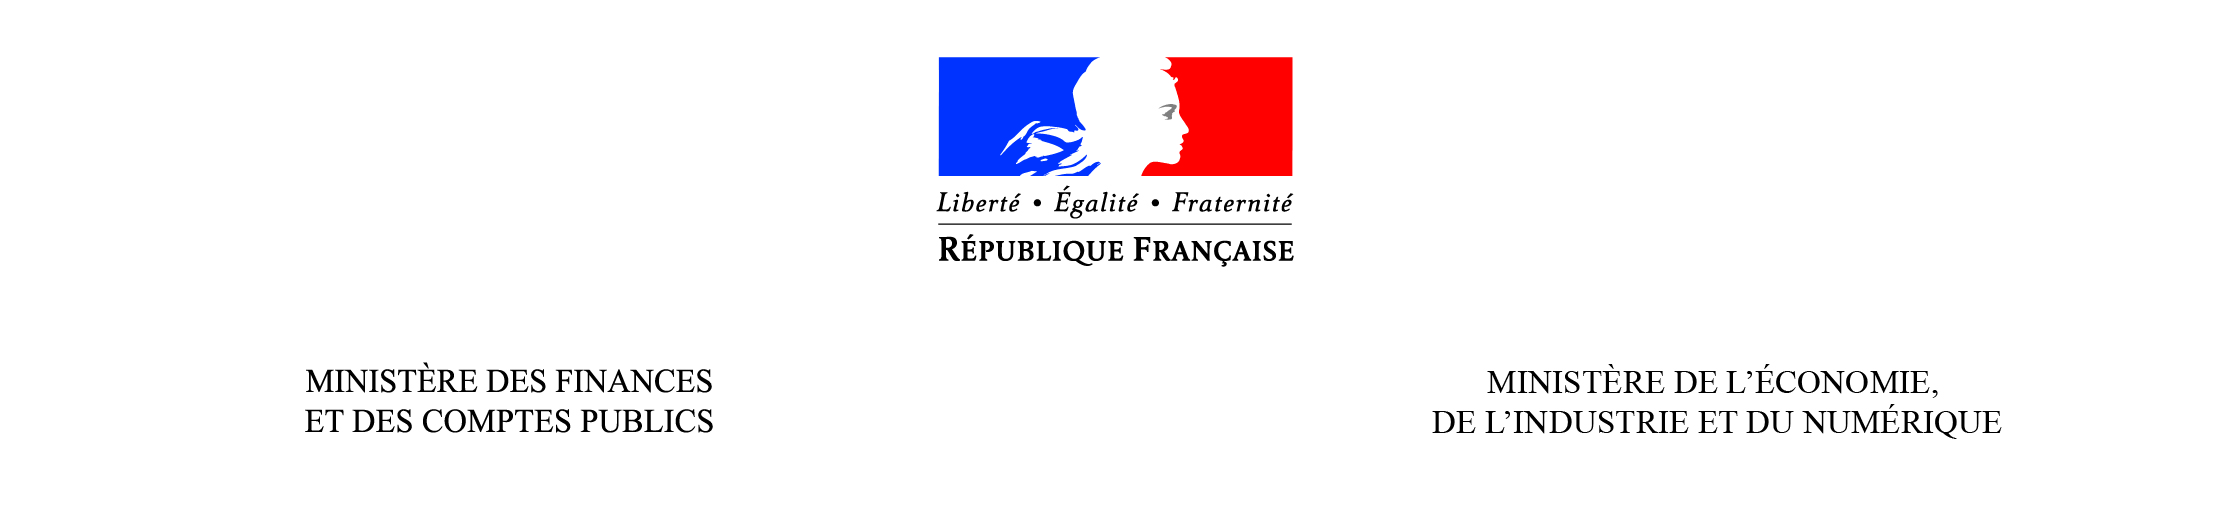 Liberté • Égalité • Fraternité
RÉPUBLIQUE FRANÇAISE
MINISTÈRE DES FINANCES
ET DES COMPTES PUBLICS
MINISTÈRE DE L’ÉCONOMIE,
DE L’INDUSTRIE ET DU NUMÉRIQUE